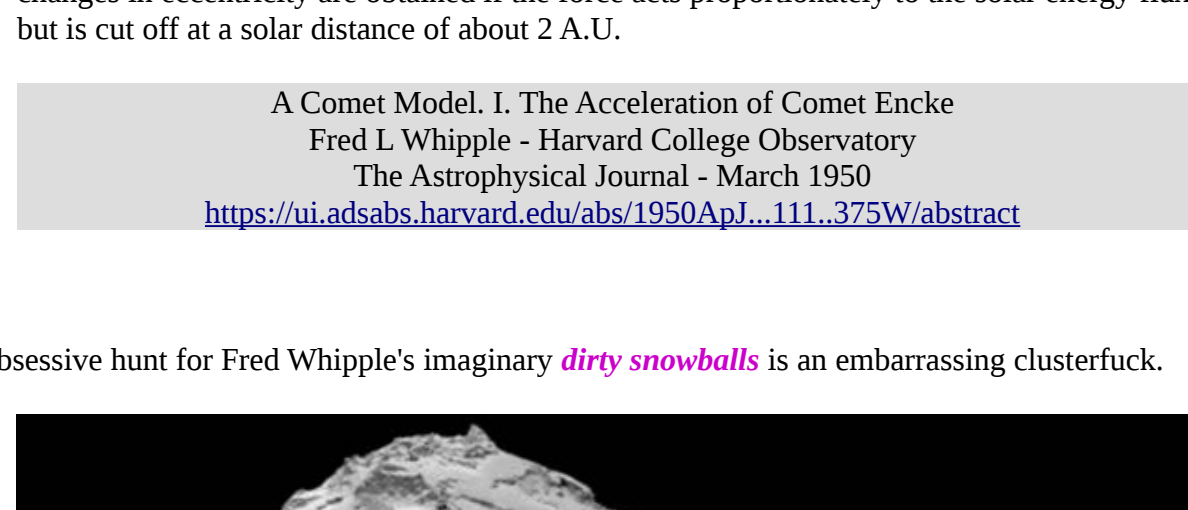 changes in eccentricity are obtained if the force acts proportionately to the solar energy flux
but is cut off at a solar distance of about 2 A.U.
A Comet Model. I. The Acceleration of Comet Encke
Fred L Whipple - Harvard College Observatory
The Astrophysical Journal - March 1950
https://ui.adsabs.harvard.edu/abs/1950ApJ...111..375W/abstract
hunt for Fred Whipple's imaginary dirty snowballs is an embarrassing clusterfuck.